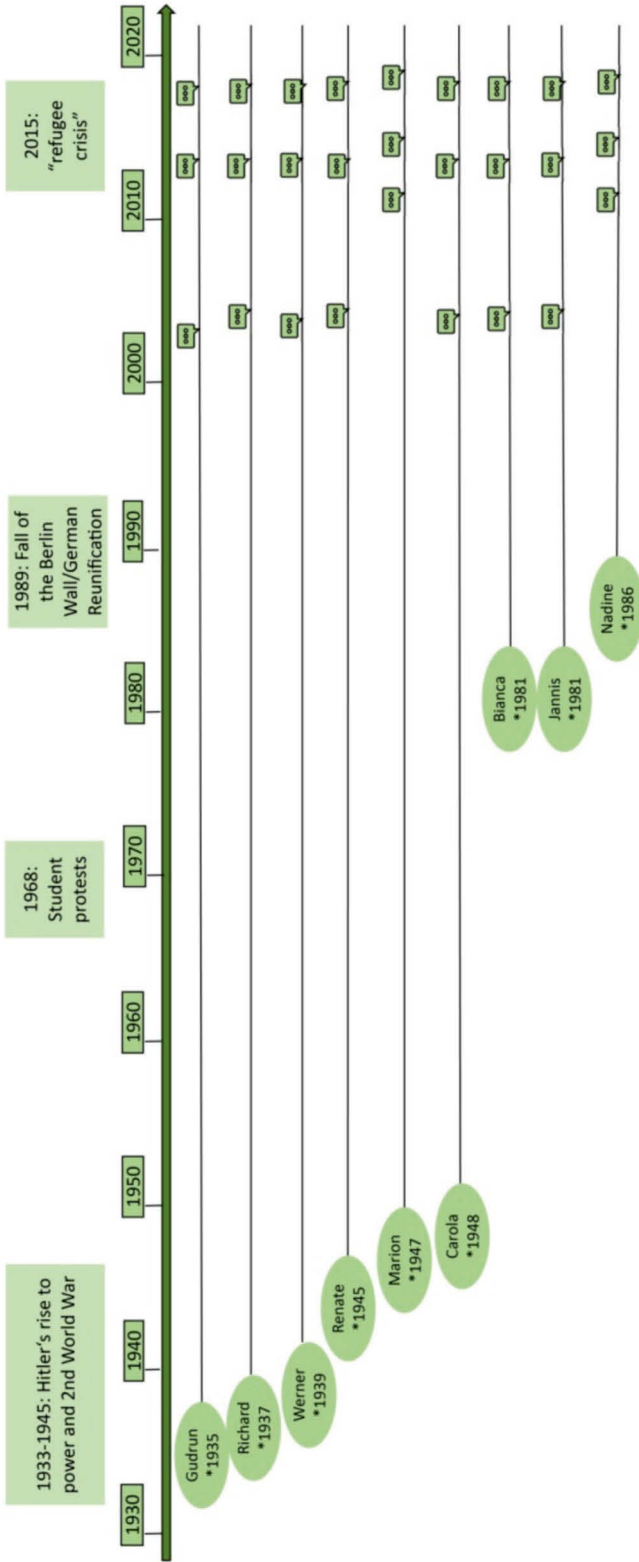 1933-1945: Hitler's rise to
power and 2nd World War
1968:
Student
protests
1989: Fall of
the Berlin
Wall/German
Reunification
2015:
"refugee
crisis"
1930
1940
1950
1960
1970
1980
1990
2000
2010
2020
Gudrun
*1935
Richard
*1937
Werner
*1939
Renate
*1945
Marion
*1947
Carola
*1948
Bianca
*1981
Jannis
*1981
Nadine
*1986